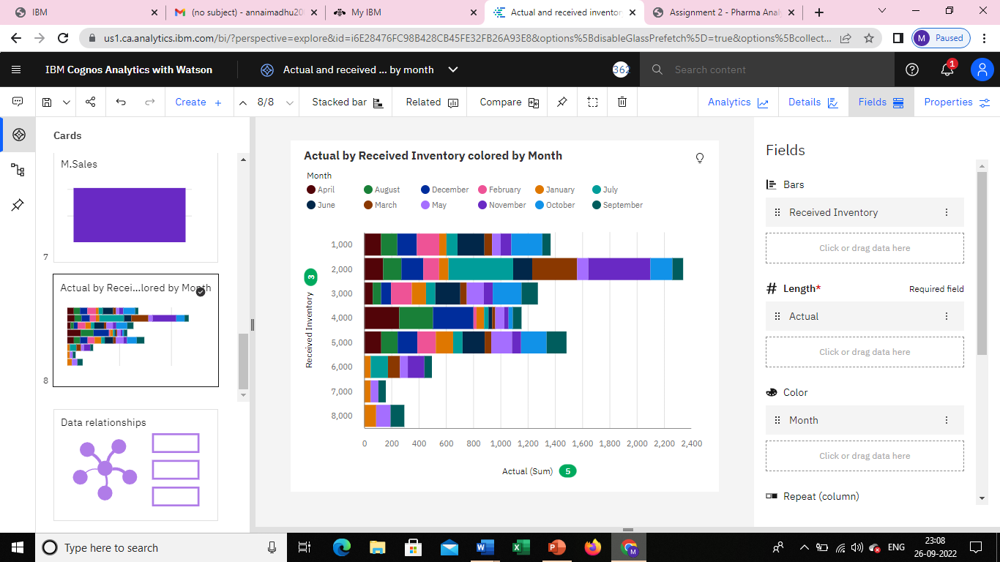 IBM
(no subject) - annaimadhu20
My IBM
Actual and received inventory
Assignment 2 - Pharma Anal
us1.ca.analytics.ibm.com/bi/?perspective=explore&id=i6E28476FC98B428CB45FE32FB26A93E88&options%5BdisableGlassPrefetch%5D=true&options%5Bcollect...
M Paused
IBM Cognos Analytics with Watson
Actual and received ... by month
362
Search content
1
Create +
8/8
Stacked bar
Related
Compare
Analytics
Details
Fields
Properties
Cards
M.Sales
7
Actual by Recei...lored by Month
8
Data relationships
Actual by Received Inventory colored by Month
Month
April August December February January July
June March May November October September
Received Inventory 3
1,000
2,000
3,000
4,000
5,000
6,000
7,000
8,000
0 200 400 600 800 1,000 1,200 1,400 1,600 1,800 2,000 2,200 2,400
Actual (Sum) 5
Fields
Bars
Received Inventory
Click or drag data here
Length* Required field
Actual
Click or drag data here
Color
Month
Click or drag data here
Repeat (column)
Type here to search
M
ENG
23:08
26-09-2022